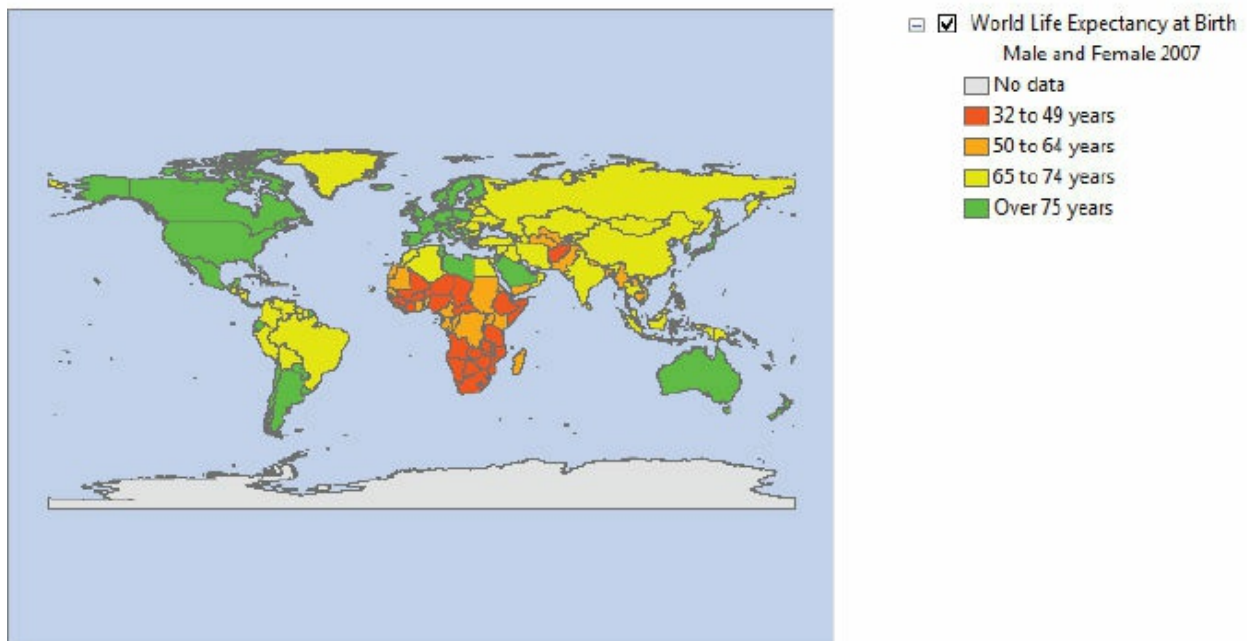 World Life Expectancy at Birth
Male and Female 2007
No data
32 to 49 years
50 to 64 years
65 to 74 years
Over 75 years